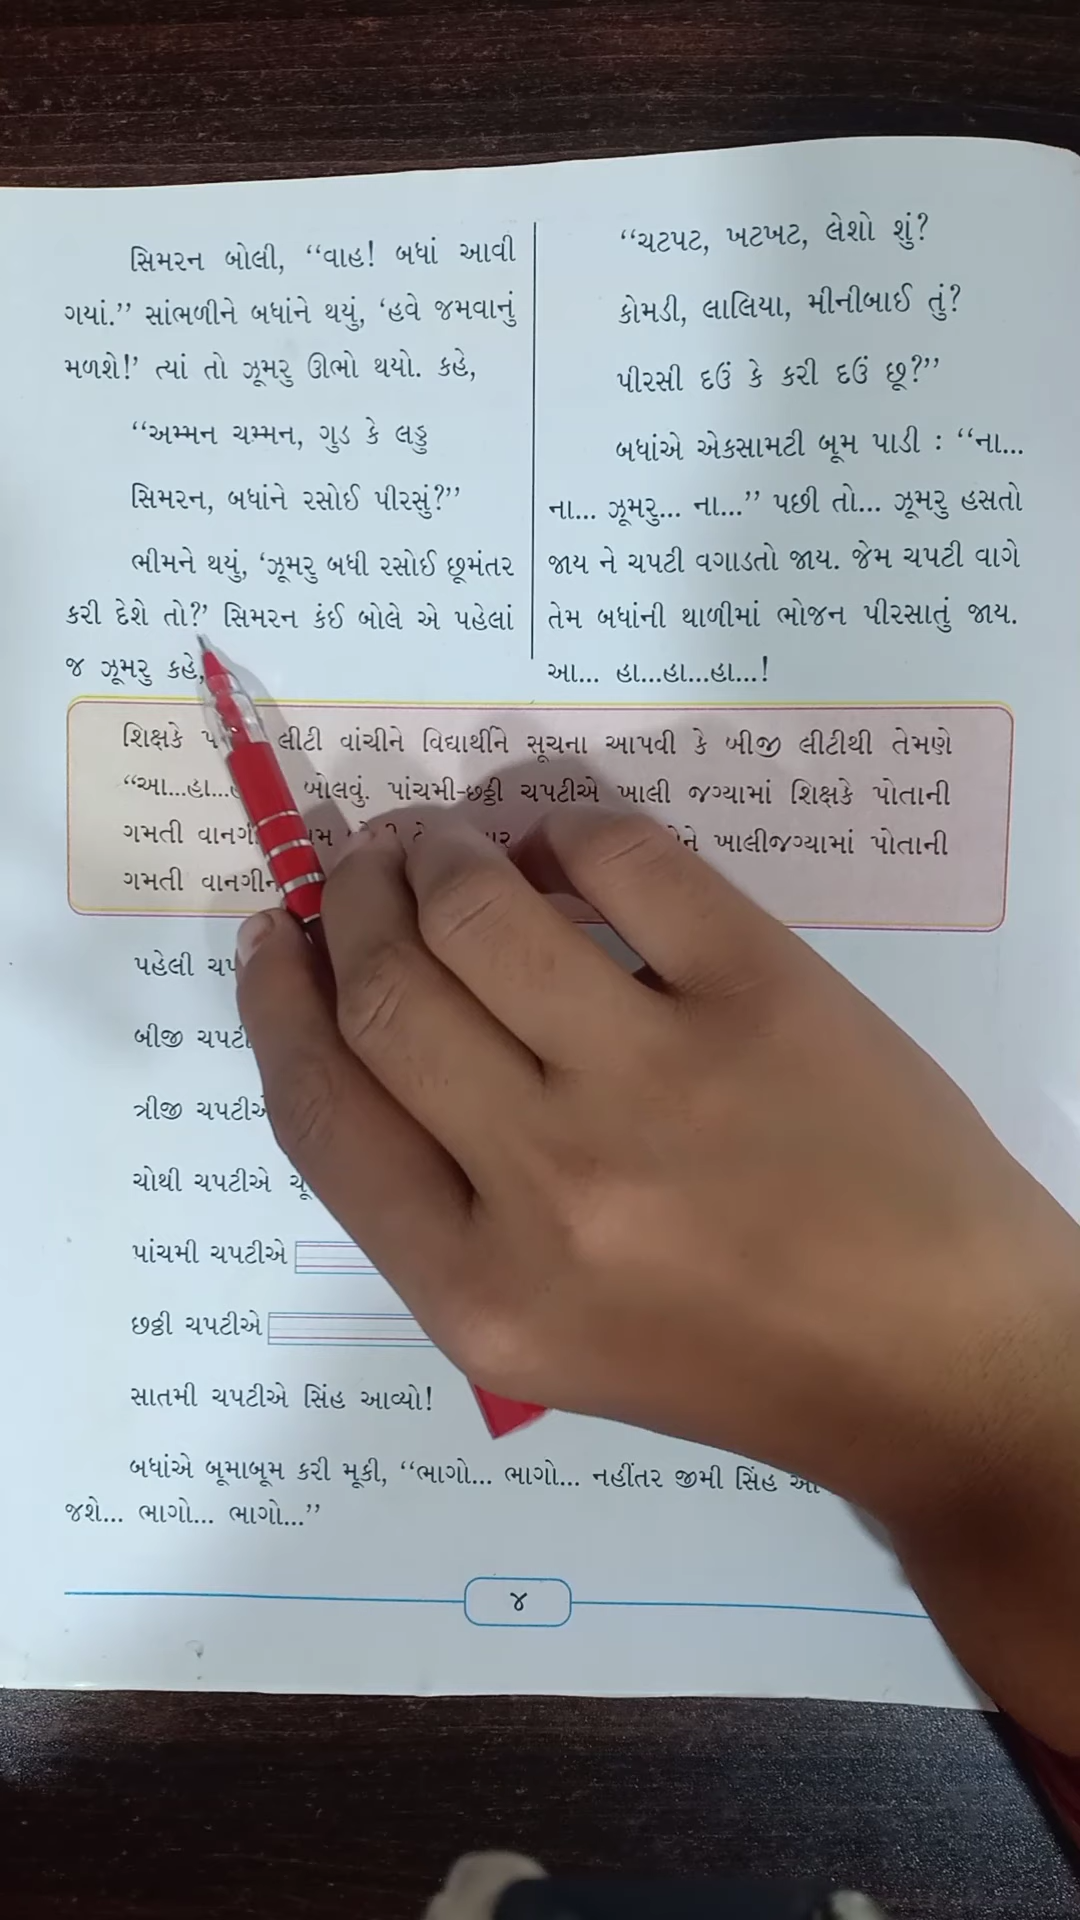 સિમરન બોલી, “વાહ! બધાં આવી
ગયાં.” સાંભળીને બધાંને થયું, ‘હવે જમવાનું
મળશે!’ ત્યાં તો ઝૂમરુ ઊભો થયો. કહે,
“અમ્મન ચમ્મન, ગુડ કે લડ્ડુ
સિમરન, બધાંને રસોઈ પીરસું?”
ભીમને થયું, ‘ઝૂમરુ બધી રસોઈ છૂમંતર
કરી દેશે તો?’ સિમરન કંઈ બોલે એ પહેલાં
જ ઝૂમરુ કહે,
“ચટપટ, ખટખટ, લેશો શું?
કોમડી, લાલિયા, મીનીબાઈ તું?
પીરસી દઉં કે કરી દઉં છૂ?”
બધાંએ એકસામટી બૂમ પાડી : “ના...
ના... ઝૂમરુ... ના...” પછી તો... ઝૂમરુ હસતો
જાય ને ચપટી વગાડતો જાય. જેમ ચપટી વાગે
તેમ બધાંની થાળીમાં ભોજન પીરસાતું જાય.
આ... હા...હા...હા...!
શિક્ષકે લીટી વાંચીને વિદ્યાર્થીને સૂચના આપવી કે બીજી લીટીથી તેમણે
“આ...હા... બોલવું. પાંચમી-છઠ્ઠી ચપટીએ ખાલી જગ્યામાં શિક્ષકે પોતાની
ગમતી ખાલીજગ્યામાં પોતાની
ગમતી
પહેલી
બીજી
ત્રીજી ચપટીએ
ચોથી ચપટીએ
પાંચમી ચપટીએ
છઠ્ઠી ચપટીએ
સાતમી ચપટીએ સિંહ આવ્યો!
બધાંએ બૂમાબૂમ કરી મૂકી, “ભાગો... ભાગો... નહીંતર જીમી સિંહ
જશે... ભાગો... ભાગો...”
૪